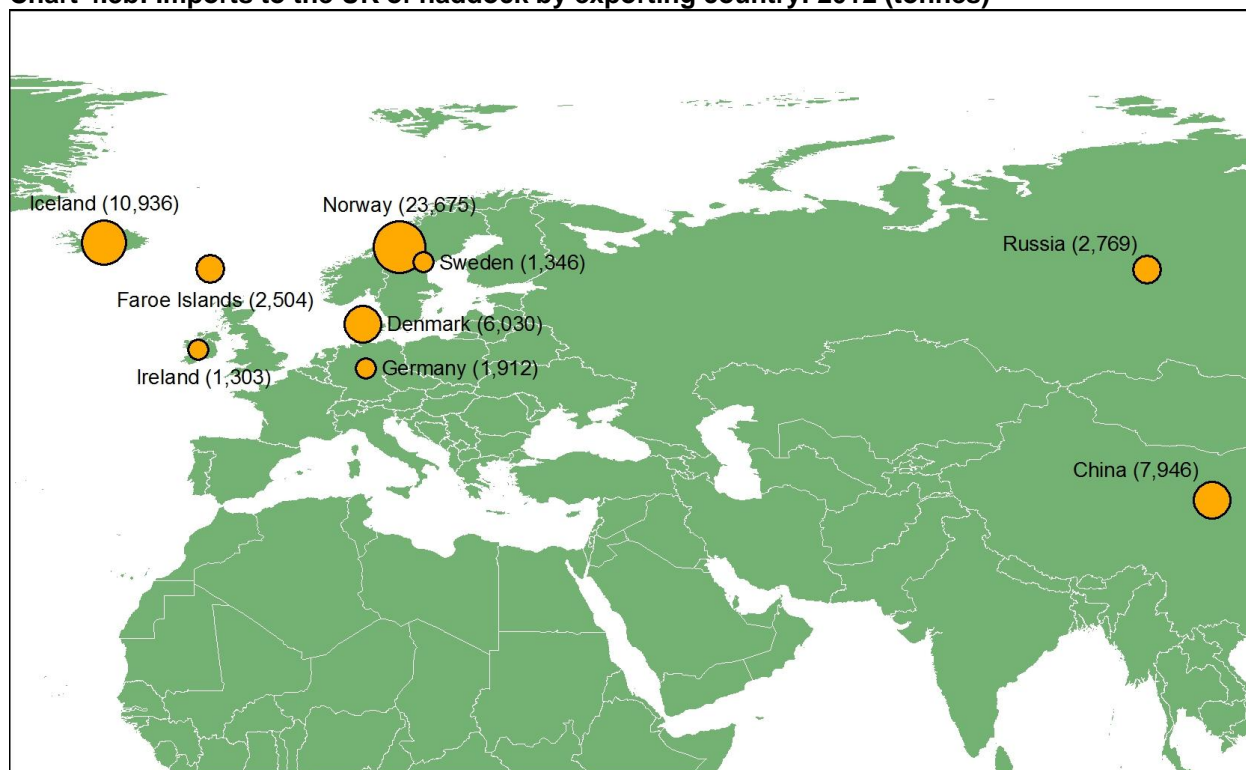 Chart Imports to the UK of haddock by exporting country: 2012 (tonnes)
Iceland (10,936)
Norway (23,675)
Russia (2,769)
Sweden (1,346)
Faroe Islands (2,504)
Denmark (6,030)
Germany (1,912)
Ireland (1,303)
China (7,946)